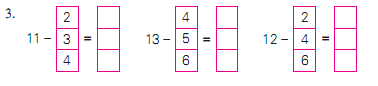 3.
2 4 2
11 – 3 = 13 – 5 = 12 – 4 =
4 6 6